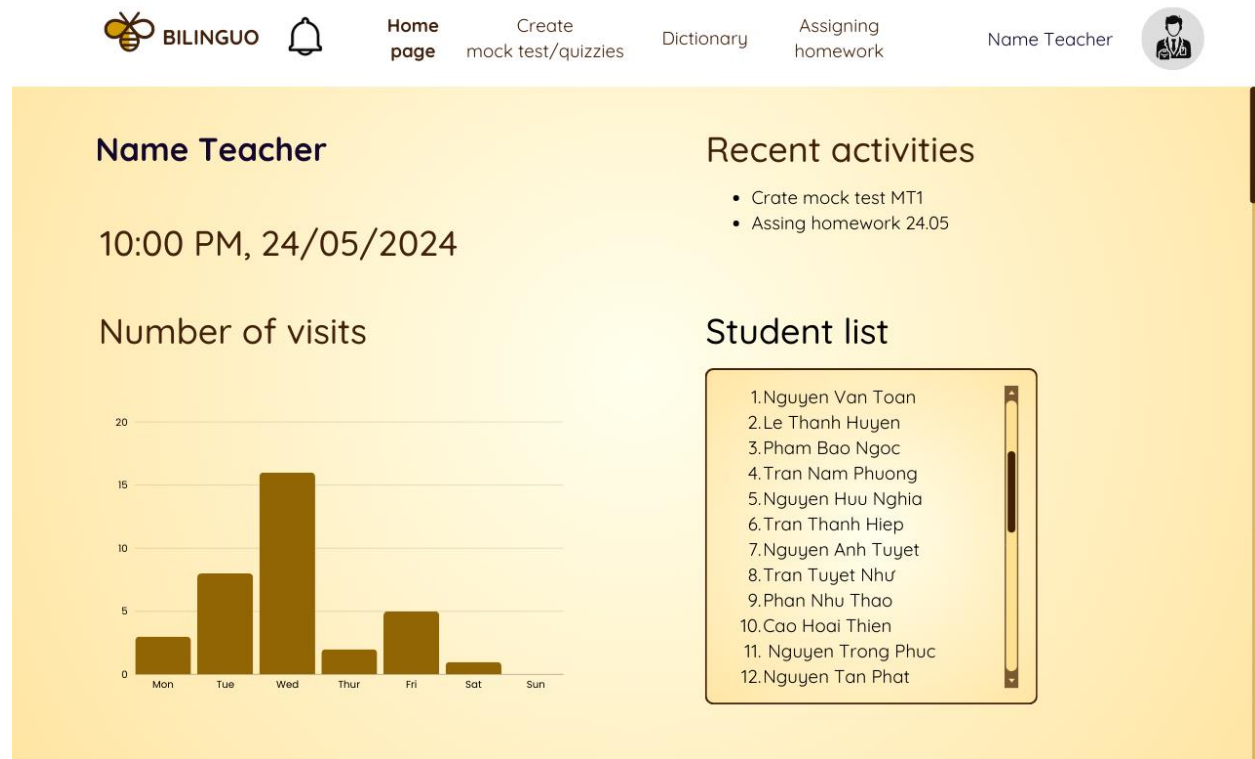 BILINGUO
Home
page
Create
mock test/quizzies
Dictionary
Assigning
homework
Name Teacher
Name Teacher
10:00 PM, 24/05/2024
Recent activities
• Crate mock test MT1
• Assing homework 24.05
Number of visits
20
15
10
5
0
Mon Tue Wed Thur Fri Sat Sun
Student list
1.Nguyen Van Toan
2.Le Thanh Huyen
3.Pham Bao Ngoc
4.Tran Nam Phuong
5.Nguyen Huu Nghia
6.Tran Thanh Hiep
7.Nguyen Anh Tuyet
8.Tran Tuyet Như
9.Phan Nhu Thao
10.Cao Hoai Thien
11. Nguyen Trong Phuc
12.Nguyen Tan Phat